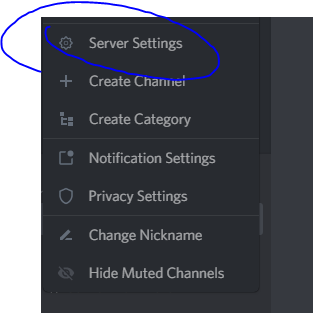 Server Settings
Create Channel
Create Category
Notification Settings
Privacy Settings
Change Nickname
Hide Muted Channels